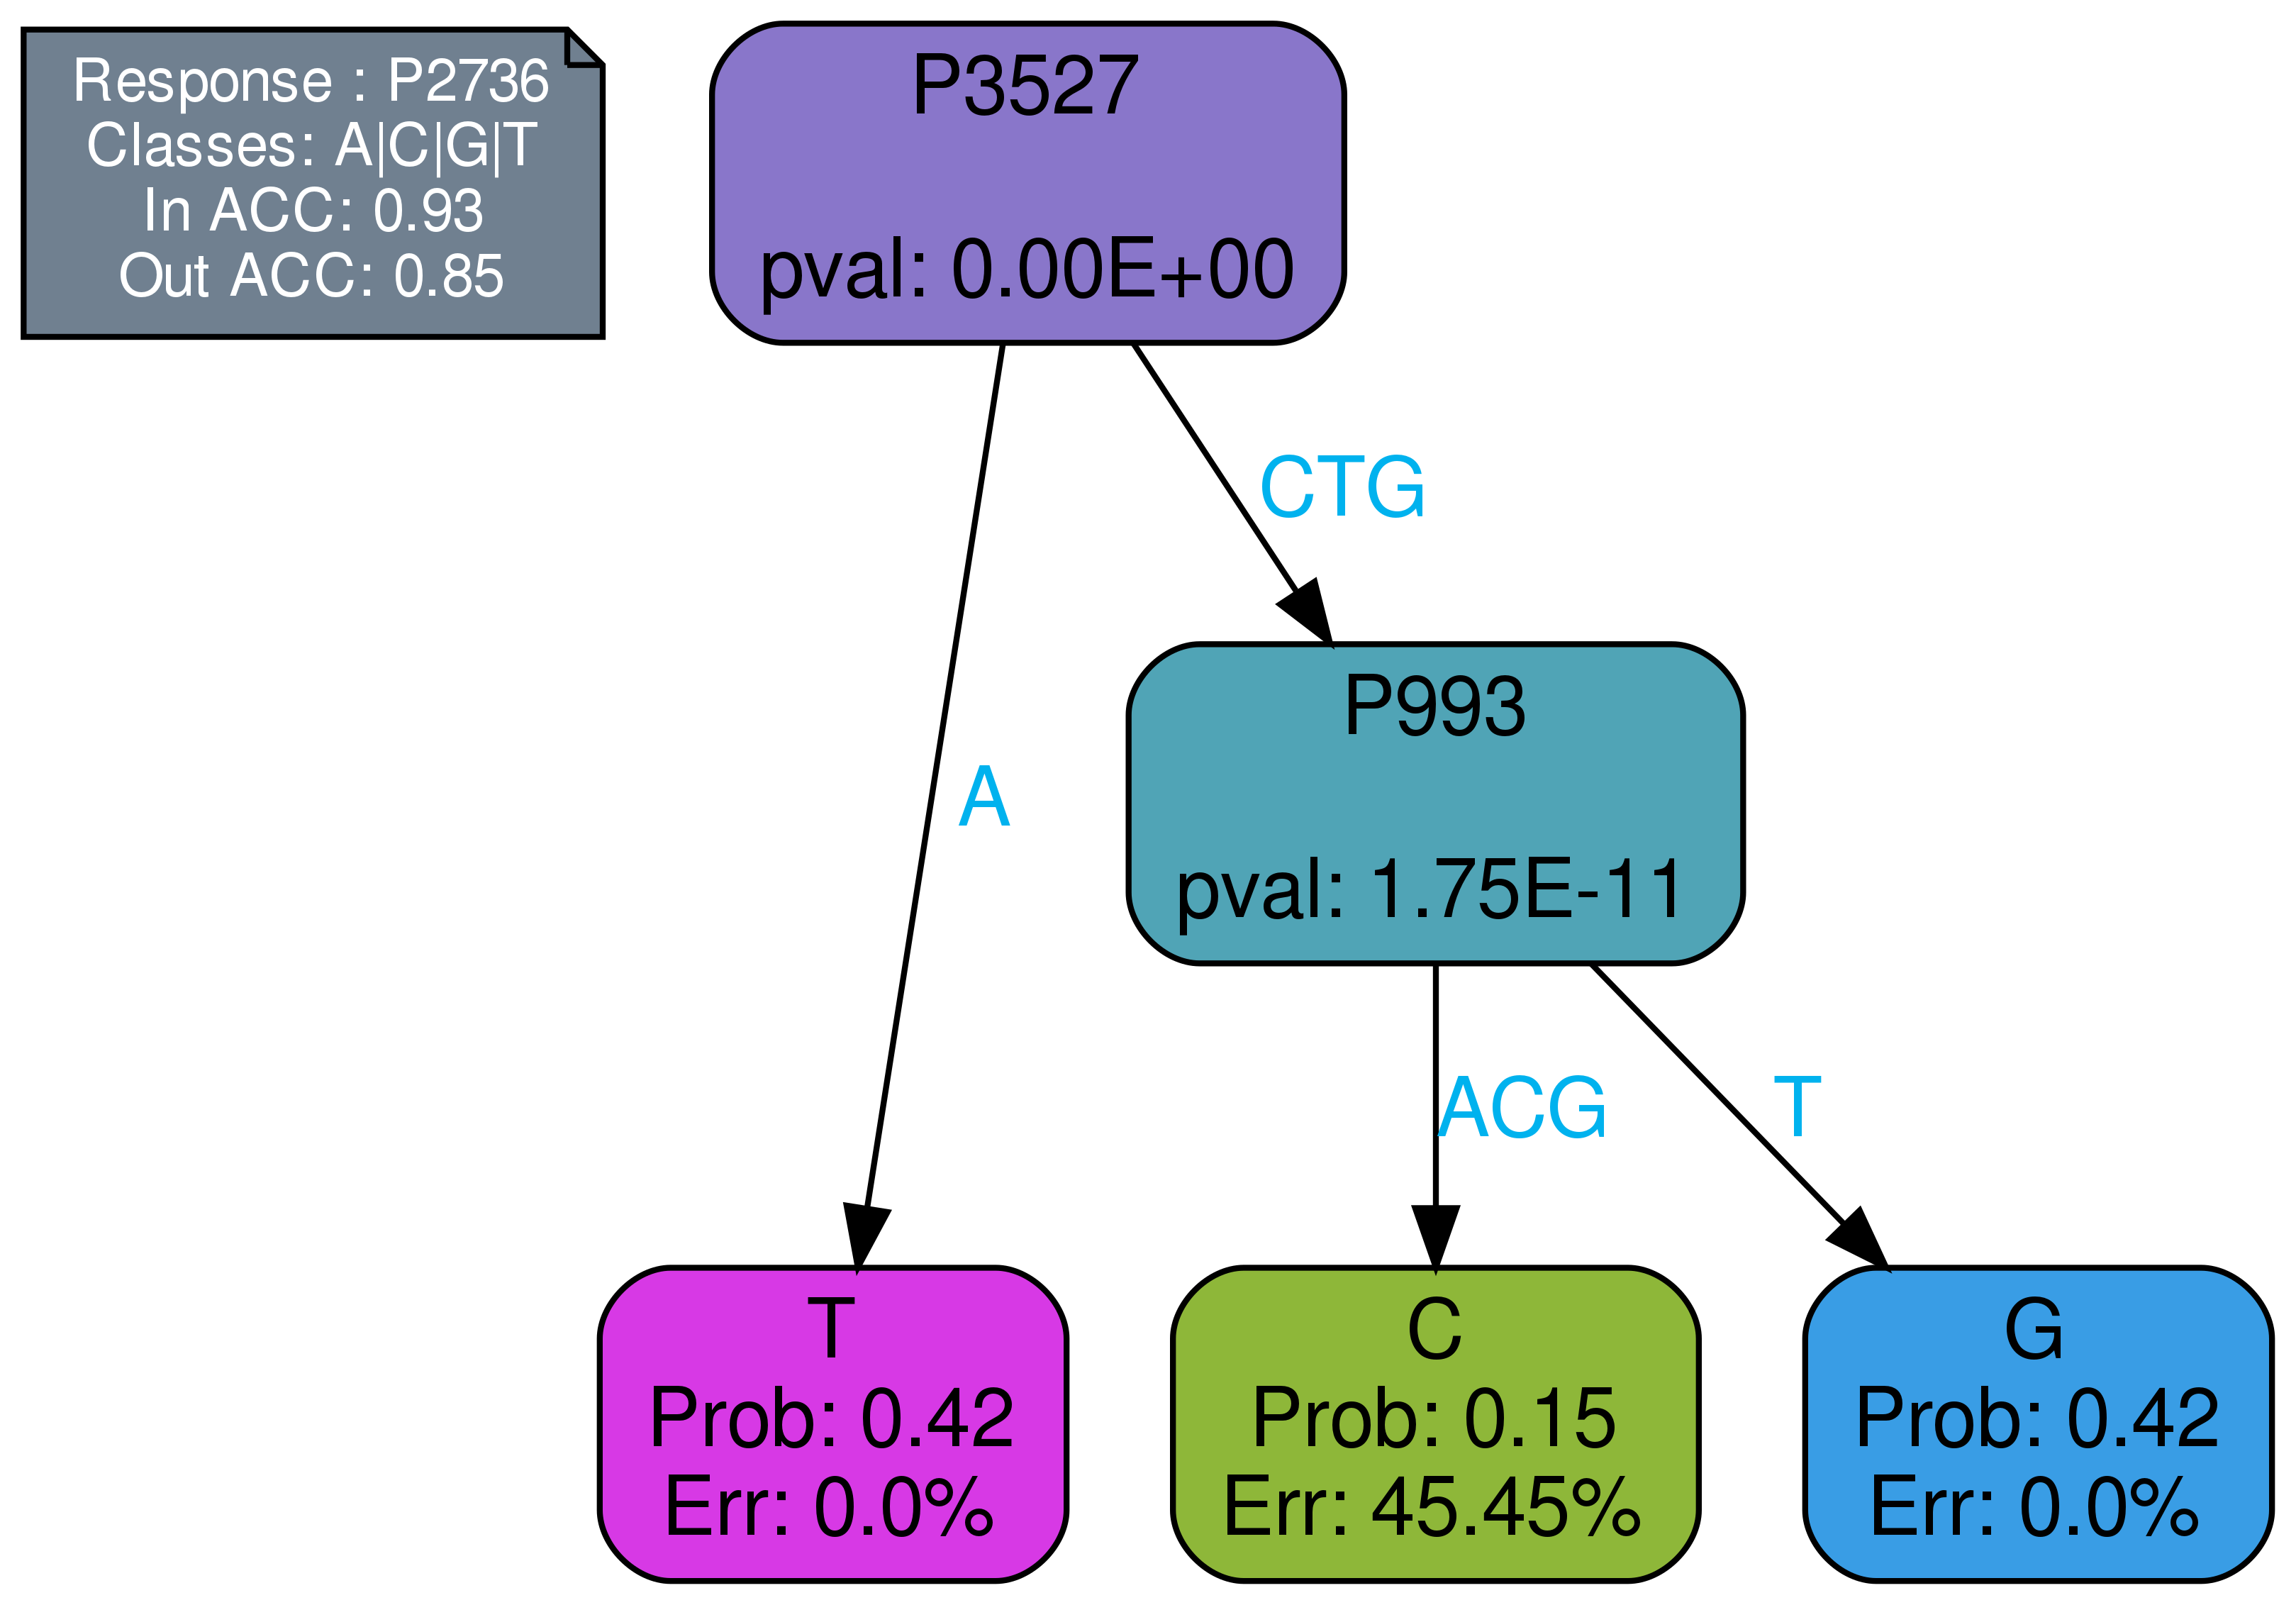 Response : P2736
Classes: A|C|G|T
In ACC: 0.93
Out ACC: 0.85
P3527
pval: 0.00E+00
CTG
A
P993
pval: 1.75E-11
ACG
T
T
Prob: 0.42
Err: 0.0%
C
Prob: 0.15
Err: 45.45%
G
Prob: 0.42
Err: 0.0%